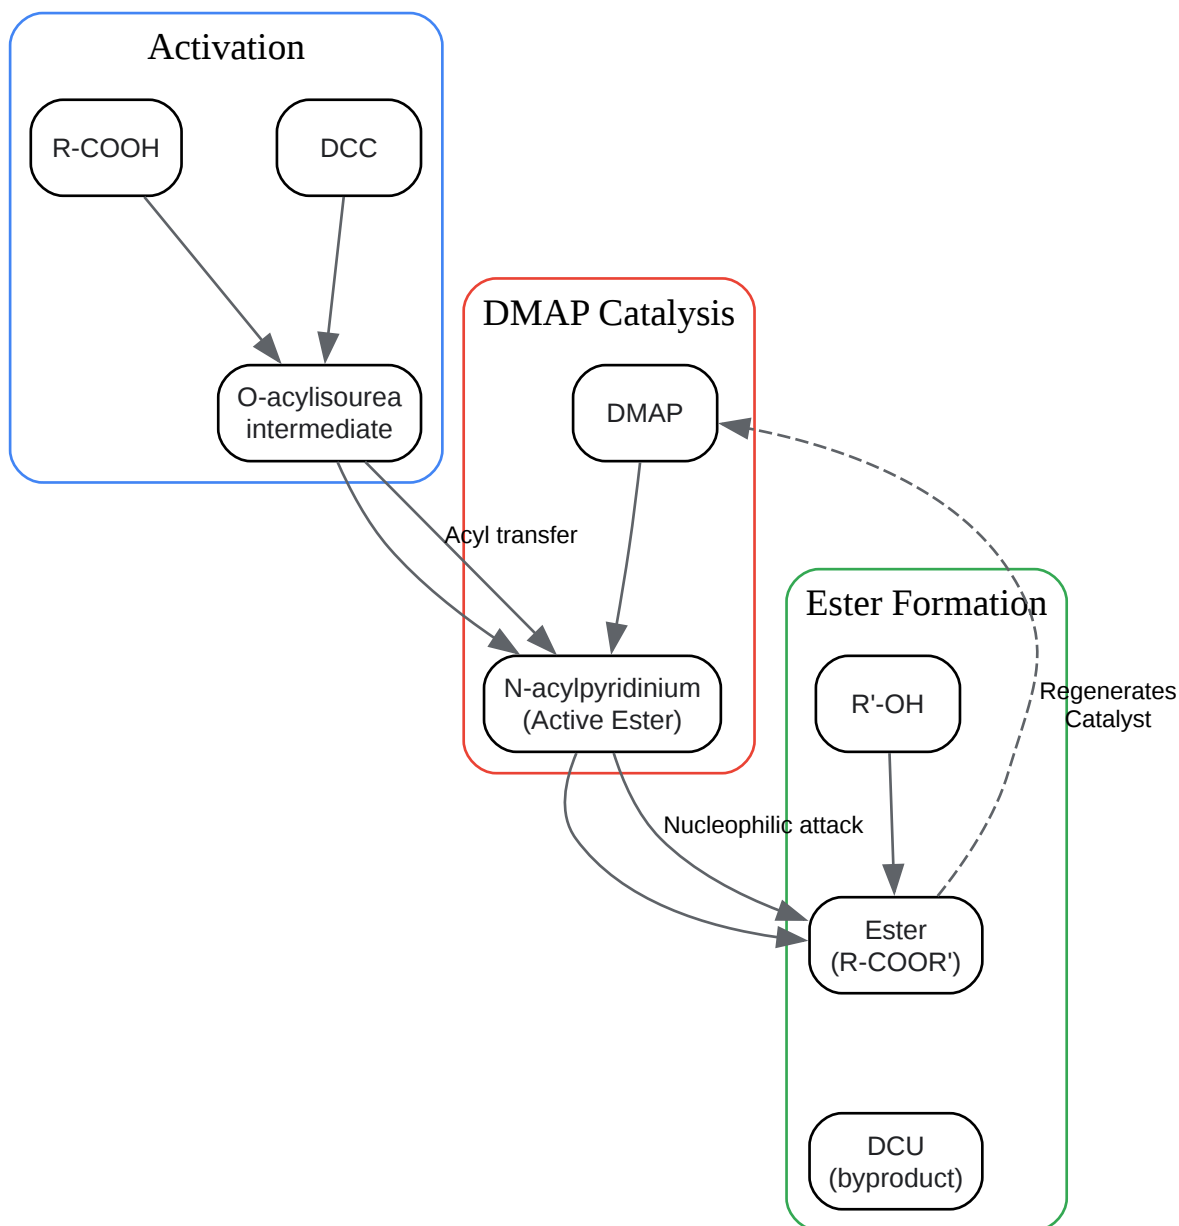 Activation
R-COOH
DCC
O-acylisourea
intermediate
DMAP Catalysis
DMAP
Acyl transfer
N-acylpyridinium
(Active Ester)
Ester Formation
R'-OH
Regenerates
Catalyst
Nucleophilic attack
Ester
(R-COOR')
DCU
(byproduct)